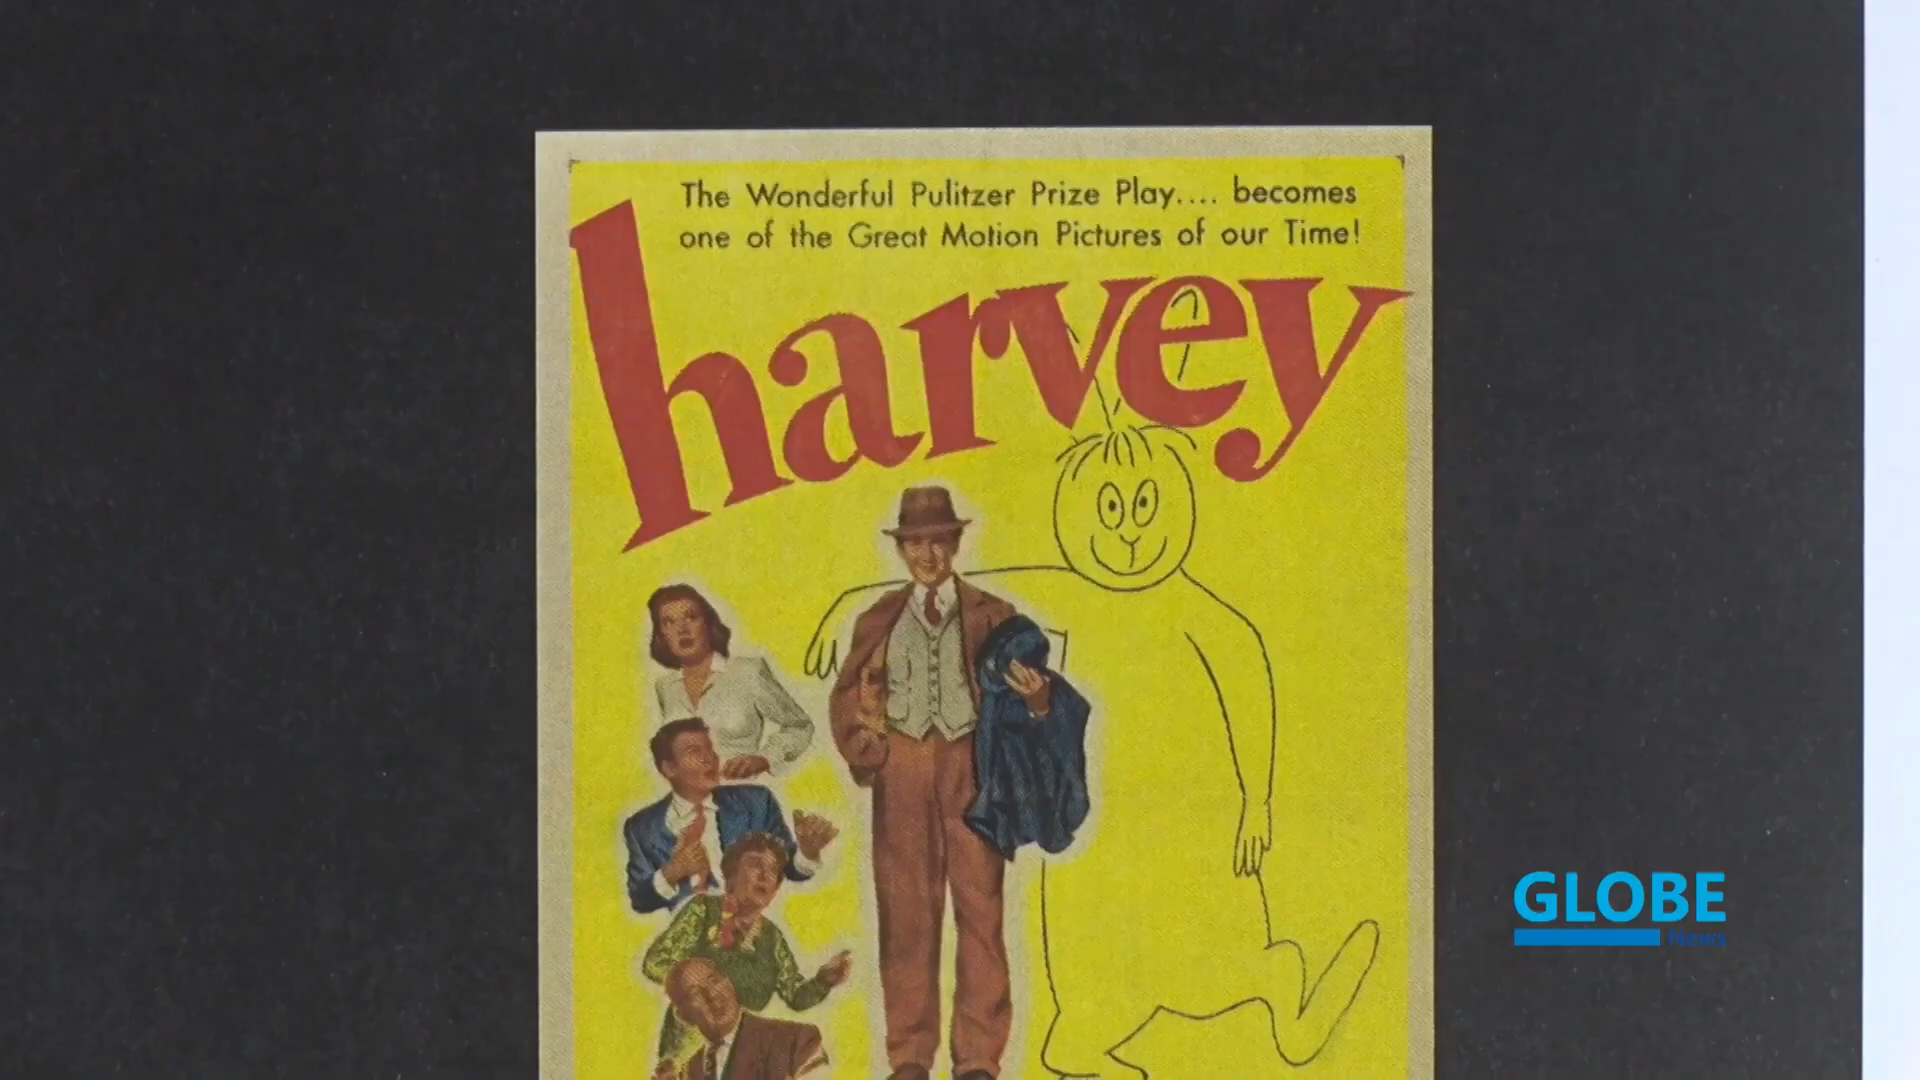 The Wonderful Pulitzer Prize Play.... becomes
one of the Great Motion Pictures of our Time!
harvey
GLOBE
News